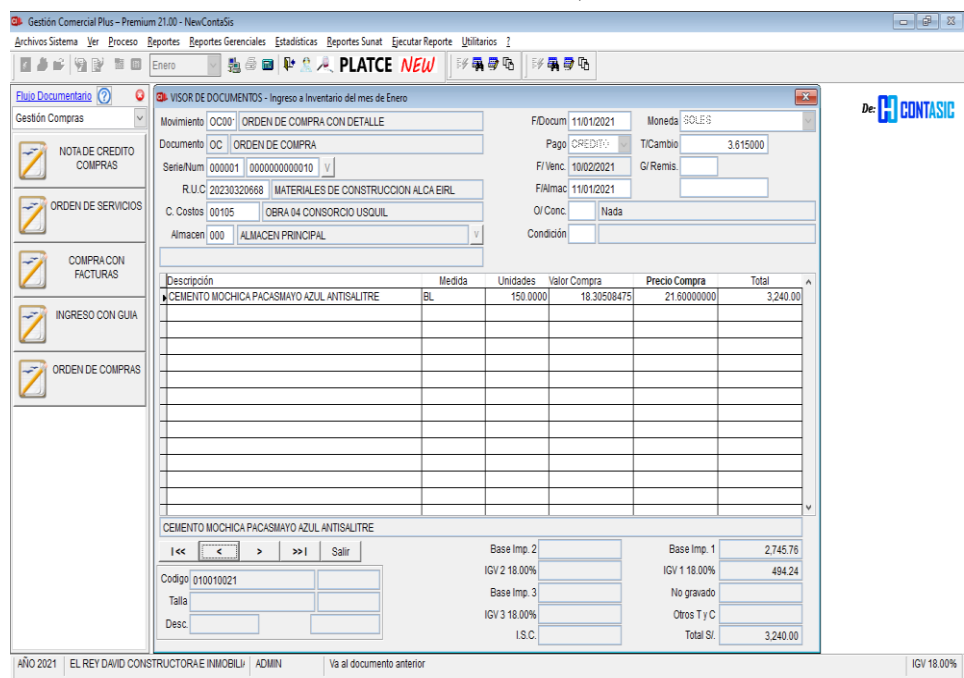 Gestión Comercial Plus – Premium 21.00 - NewContaSis
Archivos Sistema Ver Proceso Reportes Reportes Gerenciales Estadísticas Reportes Sunat Ejecutar Reporte Utilitarios ?
Enero PLATCE NEW
Flujo Documentario ?
Gestión Compras
NOTA DE CREDITO COMPRAS
ORDEN DE SERVICIOS
COMPRA CON FACTURAS
INGRESO CON GUIA
ORDEN DE COMPRAS
VISOR DE DOCUMENTOS - Ingreso a Inventario del mes de Enero
De: CONTASIC
Movimiento OC00 ORDEN DE COMPRA CON DETALLE F/Docum 11/01/2021 Moneda SOLES
Documento OC ORDEN DE COMPRA Pago CREDITO T/Cambio 3.615000
Serie/Num 000001 0000000000010 V F/Venc. 10/02/2021 G/Remis.
R.U.C 20230320668 MATERIALES DE CONSTRUCCION ALCA EIRL F/Almac 11/01/2021
C. Costos 00105 OBRA 04 CONSORCIO USQUIL O/Conc. Nada
Almacen 000 ALMACEN PRINCIPAL V Condición
Descripción Medida Unidades Valor Compra Precio Compra Total
CEMENTO MOCHICA PACASMAYO AZUL ANTISALITRE BL 150.0000 18.30508475 21.60000000 3,240.00
CEMENTO MOCHICA PACASMAYO AZUL ANTISALITRE
|<< < > >>| Salir Base Imp. 2 Base Imp. 1 2,745.76
IGV 2 18.00% IGV 1 18.00% 494.24
Codigo 010010021 Base Imp. 3 No gravado
Talla IGV 3 18.00% Otros T y C
Desc. I.S.C. Total S/. 3,240.00
AÑO 2021 EL REY DAVID CONSTRUCTORA E INMOBILI ADMIN Va al documento anterior IGV 18.00%